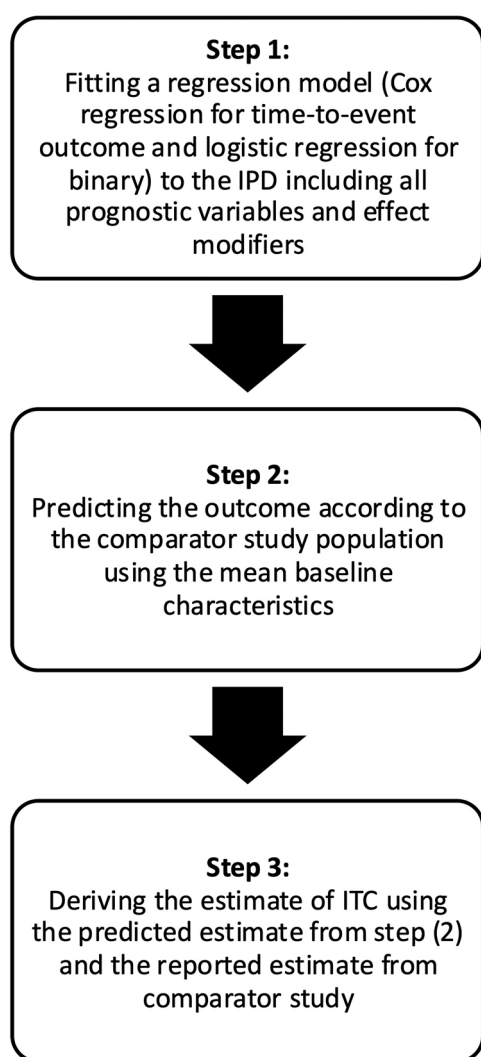 Step 1:
Fitting a regression model (Cox
regression for time-to-event
outcome and logistic regression for
binary) to the IPD including all
prognostic variables and effect
modifiers
Step 2:
Predicting the outcome according to
the comparator study population
using the mean baseline
characteristics
Step 3:
Deriving the estimate of ITC using
the predicted estimate from step (2)
and the reported estimate from
comparator study